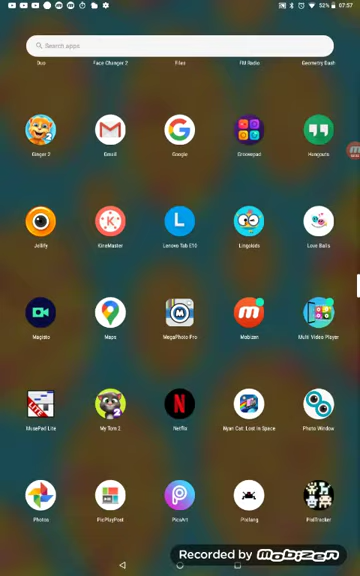 52% 07:57
Search apps
Duo Face Changer 2 Files FM Radio Geometry Dash
Ginger 2 Gmail Google Groovepad Hangouts
Jellify KineMaster Lenovo Tab E10 Lingokids Love Balls
Magisto Maps MegaPhoto Pro Mobizen Multi Video Player
MusePad Lite My Tom 2 Netflix Nyan Cat: Lost In Space Photo Window
Photos PicPlayPost PicsArt Prolang PxlTracker
Recorded by mobizen